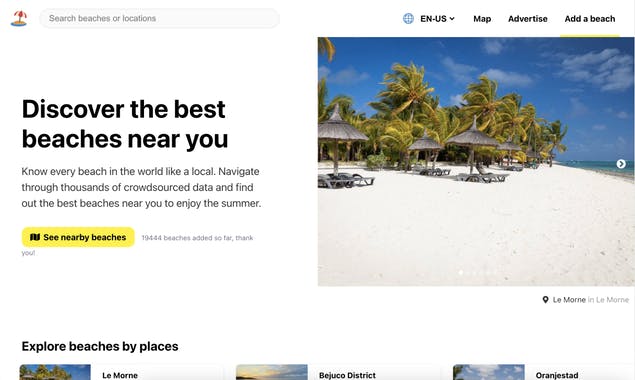 Search beaches or locations
EN-US
Map
Advertise
Add a beach
Discover the best
beaches near you
Know every beach in the world like a local. Navigate
through thousands of crowdsourced data and find
out the best beaches near you to enjoy the summer.
See nearby beaches
19444 beaches added so far, thank
you!
Le Morne in Le Morne
Explore beaches by places
Le Morne
Bejuco District
Oranjestad